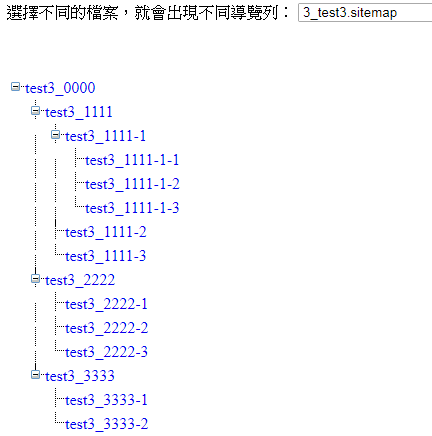 選擇不同的檔案，就會出現不同導覽列： 3_test3.sitemap
test3_0000
test3_1111
test3_1111-1
test3_1111-1-1
test3_1111-1-2
test3_1111-1-3
test3_1111-2
test3_1111-3
test3_2222
test3_2222-1
test3_2222-2
test3_2222-3
test3_3333
test3_3333-1
test3_3333-2